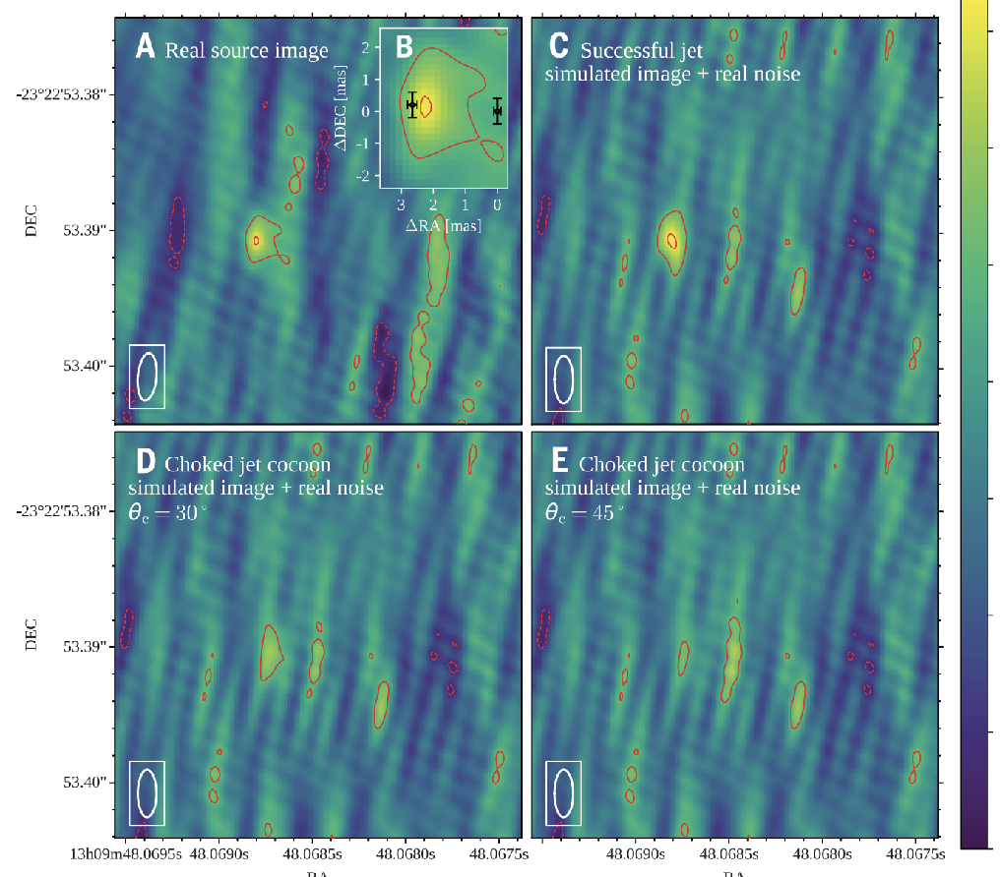 A Real source image
B
2
1
0
-1
-2
ΔDEC [mas]
3 2 1 0
ΔRA [mas]
C Successful jet
simulated image + real noise
-23°22'53.38"
53.39"
53.40"
DEC
D Choked jet cocoon
simulated image + real noise
θc = 30°
E Choked jet cocoon
simulated image + real noise
θc = 45°
-23°22'53.38"
53.39"
53.40"
DEC
13h09m48.0695s 48.0690s 48.0685s 48.0680s 48.0675s
48.0690s 48.0685s 48.0680s 48.0675s